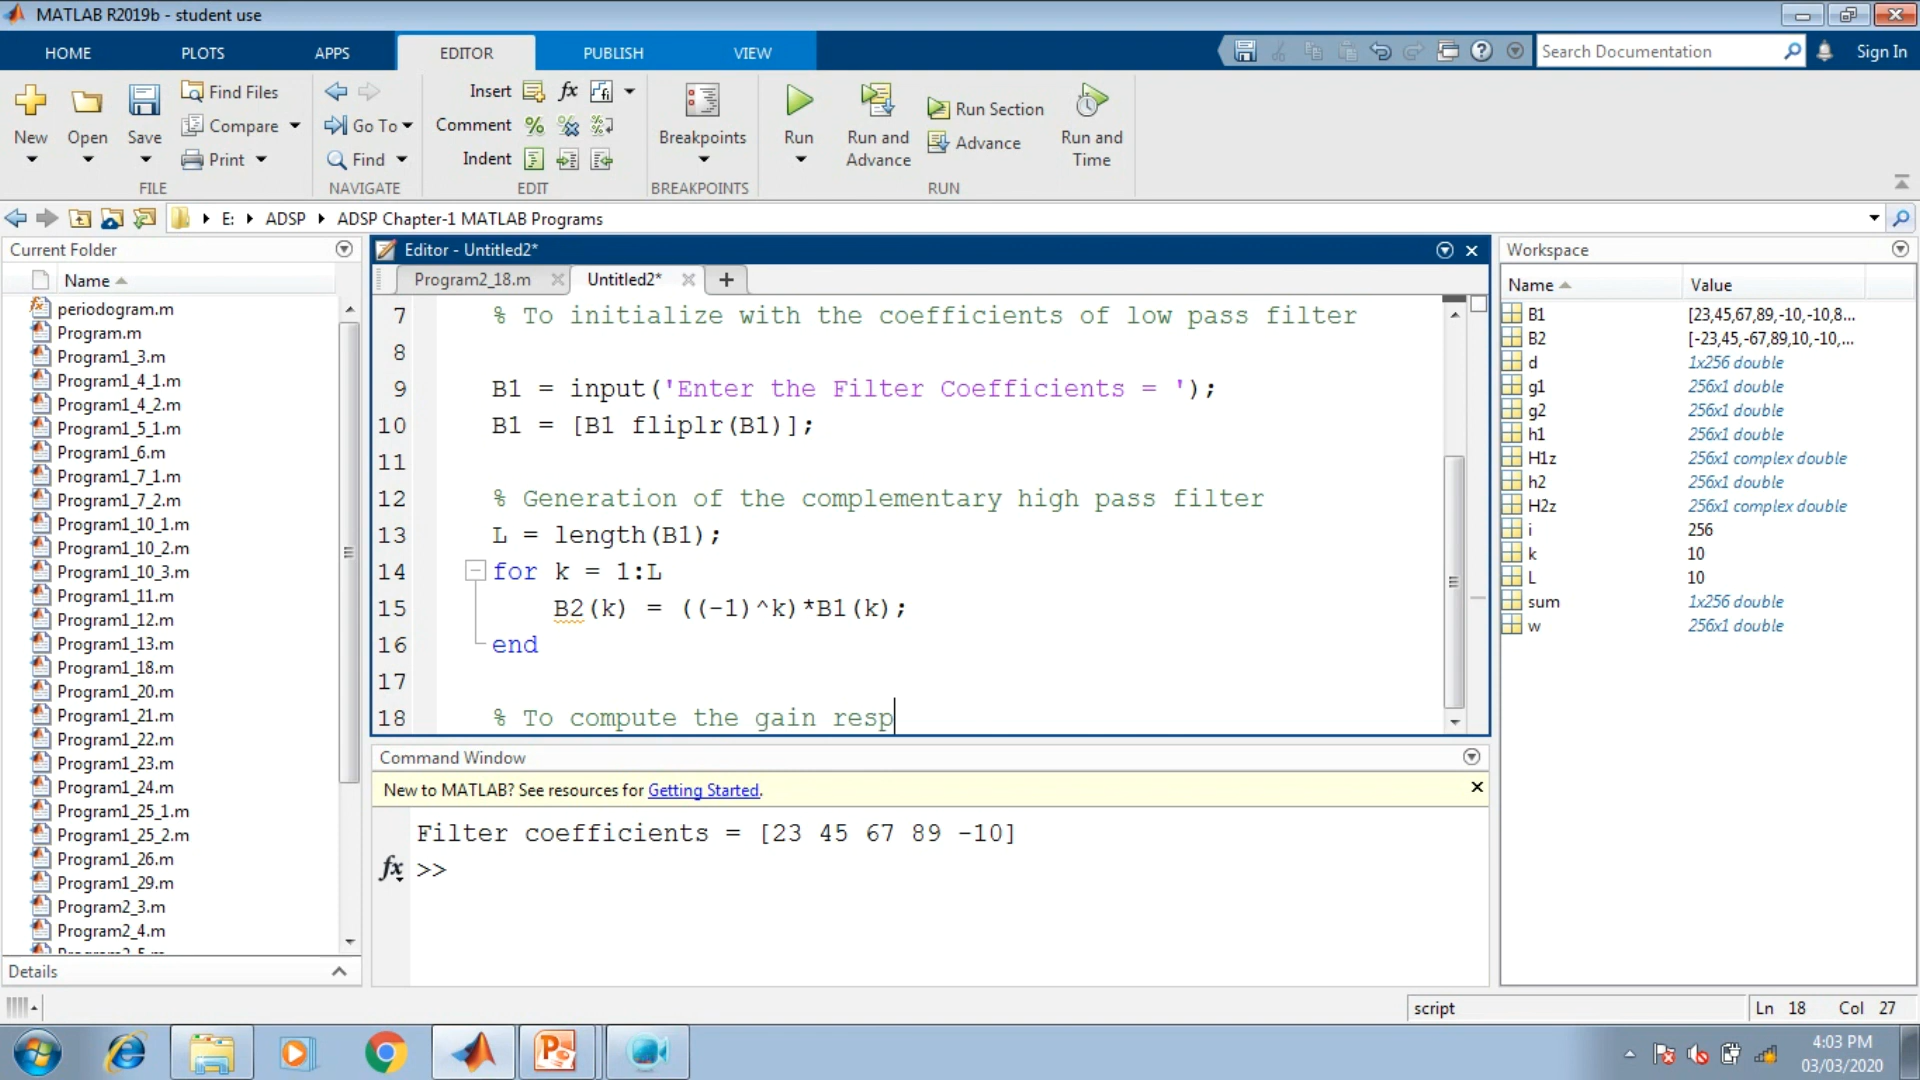 MATLAB R2019b - student use
HOME PLOTS APPS EDITOR PUBLISH VIEW Search Documentation Sign In
New Open Save Find Files Compare Print
Go To Find
Insert fx Comment Indent
Breakpoints Run Run and Advance Run Section Advance Run and Time
FILE NAVIGATE EDIT BREAKPOINTS RUN
E: ADSP ADSP Chapter-1 MATLAB Programs
Current Folder
Name
periodogram.m
Program.m
Program1_3.m
Program1_4_1.m
Program1_4_2.m
Program1_5_1.m
Program1_6.m
Program1_7_1.m
Program1_7_2.m
Program1_10_1.m
Program1_10_2.m
Program1_10_3.m
Program1_11.m
Program1_12.m
Program1_13.m
Program1_18.m
Program1_20.m
Program1_21.m
Program1_22.m
Program1_23.m
Program1_24.m
Program1_25_1.m
Program1_25_2.m
Program1_26.m
Program1_29.m
Program2_3.m
Program2_4.m
Details
Editor - Untitled2*
Program2_18.m Untitled2*
7 % To initialize with the coefficients of low pass filter
8
9 B1 = input('Enter the Filter Coefficients = ');
10 B1 = [B1 fliplr(B1)];
11
12 % Generation of the complementary high pass filter
13 L = length(B1);
14 for k = 1:L
15 B2(k) = ((-1)^k)*B1(k);
16 end
17
18 % To compute the gain resp
Command Window
New to MATLAB? See resources for Getting Started.
Filter coefficients = [23 45 67 89 -10]
fx >>
Workspace
Name Value
B1 [23,45,67,89,-10,-10,8...
B2 [-23,45,-67,89,10,-10,...
d 1x256 double
g1 256x1 double
g2 256x1 double
h1 256x1 double
H1z 256x1 complex double
h2 256x1 double
H2z 256x1 complex double
i 256
k 10
L 10
sum 1x256 double
w 256x1 double
script Ln 18 Col 27
4:03 PM
03/03/2020